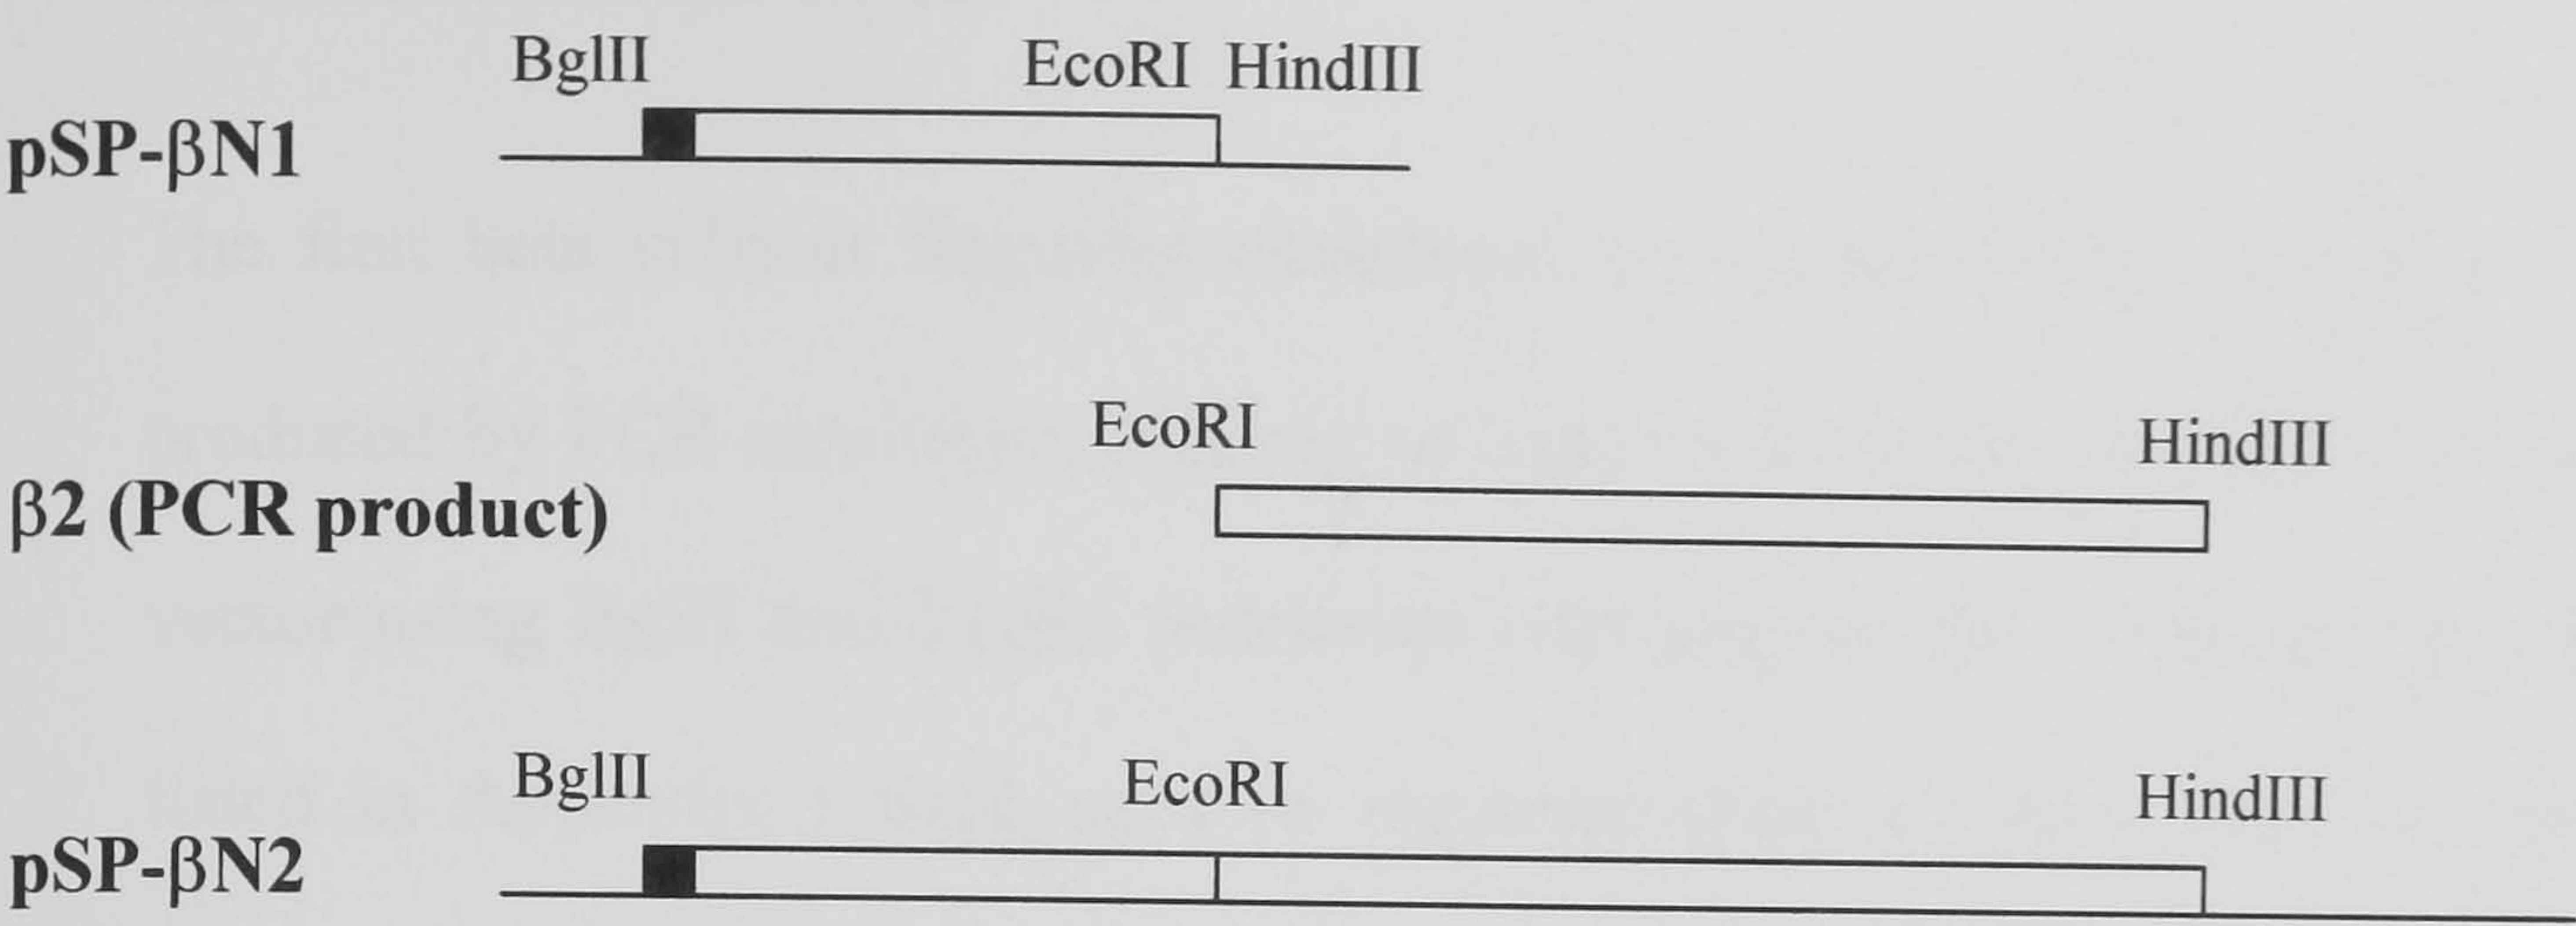 BglII EcoRI HindIII
pSP-βN1
EcoRI HindIII
β2 (PCR product)
BglII EcoRI HindIII
pSP-βN2